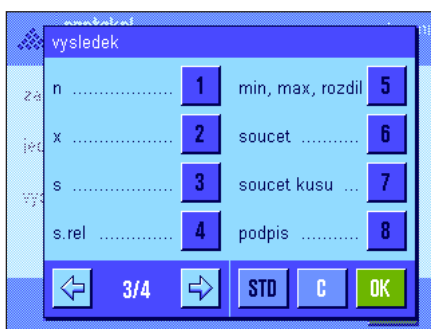 protokol
vysledek
n .................. 1
x .................. 2
s .................. 3
s.rel .............. 4
min, max, rozdil 5
soucet ........... 6
soucet kusu ... 7
podpis ........... 8
3/4
STD C OK